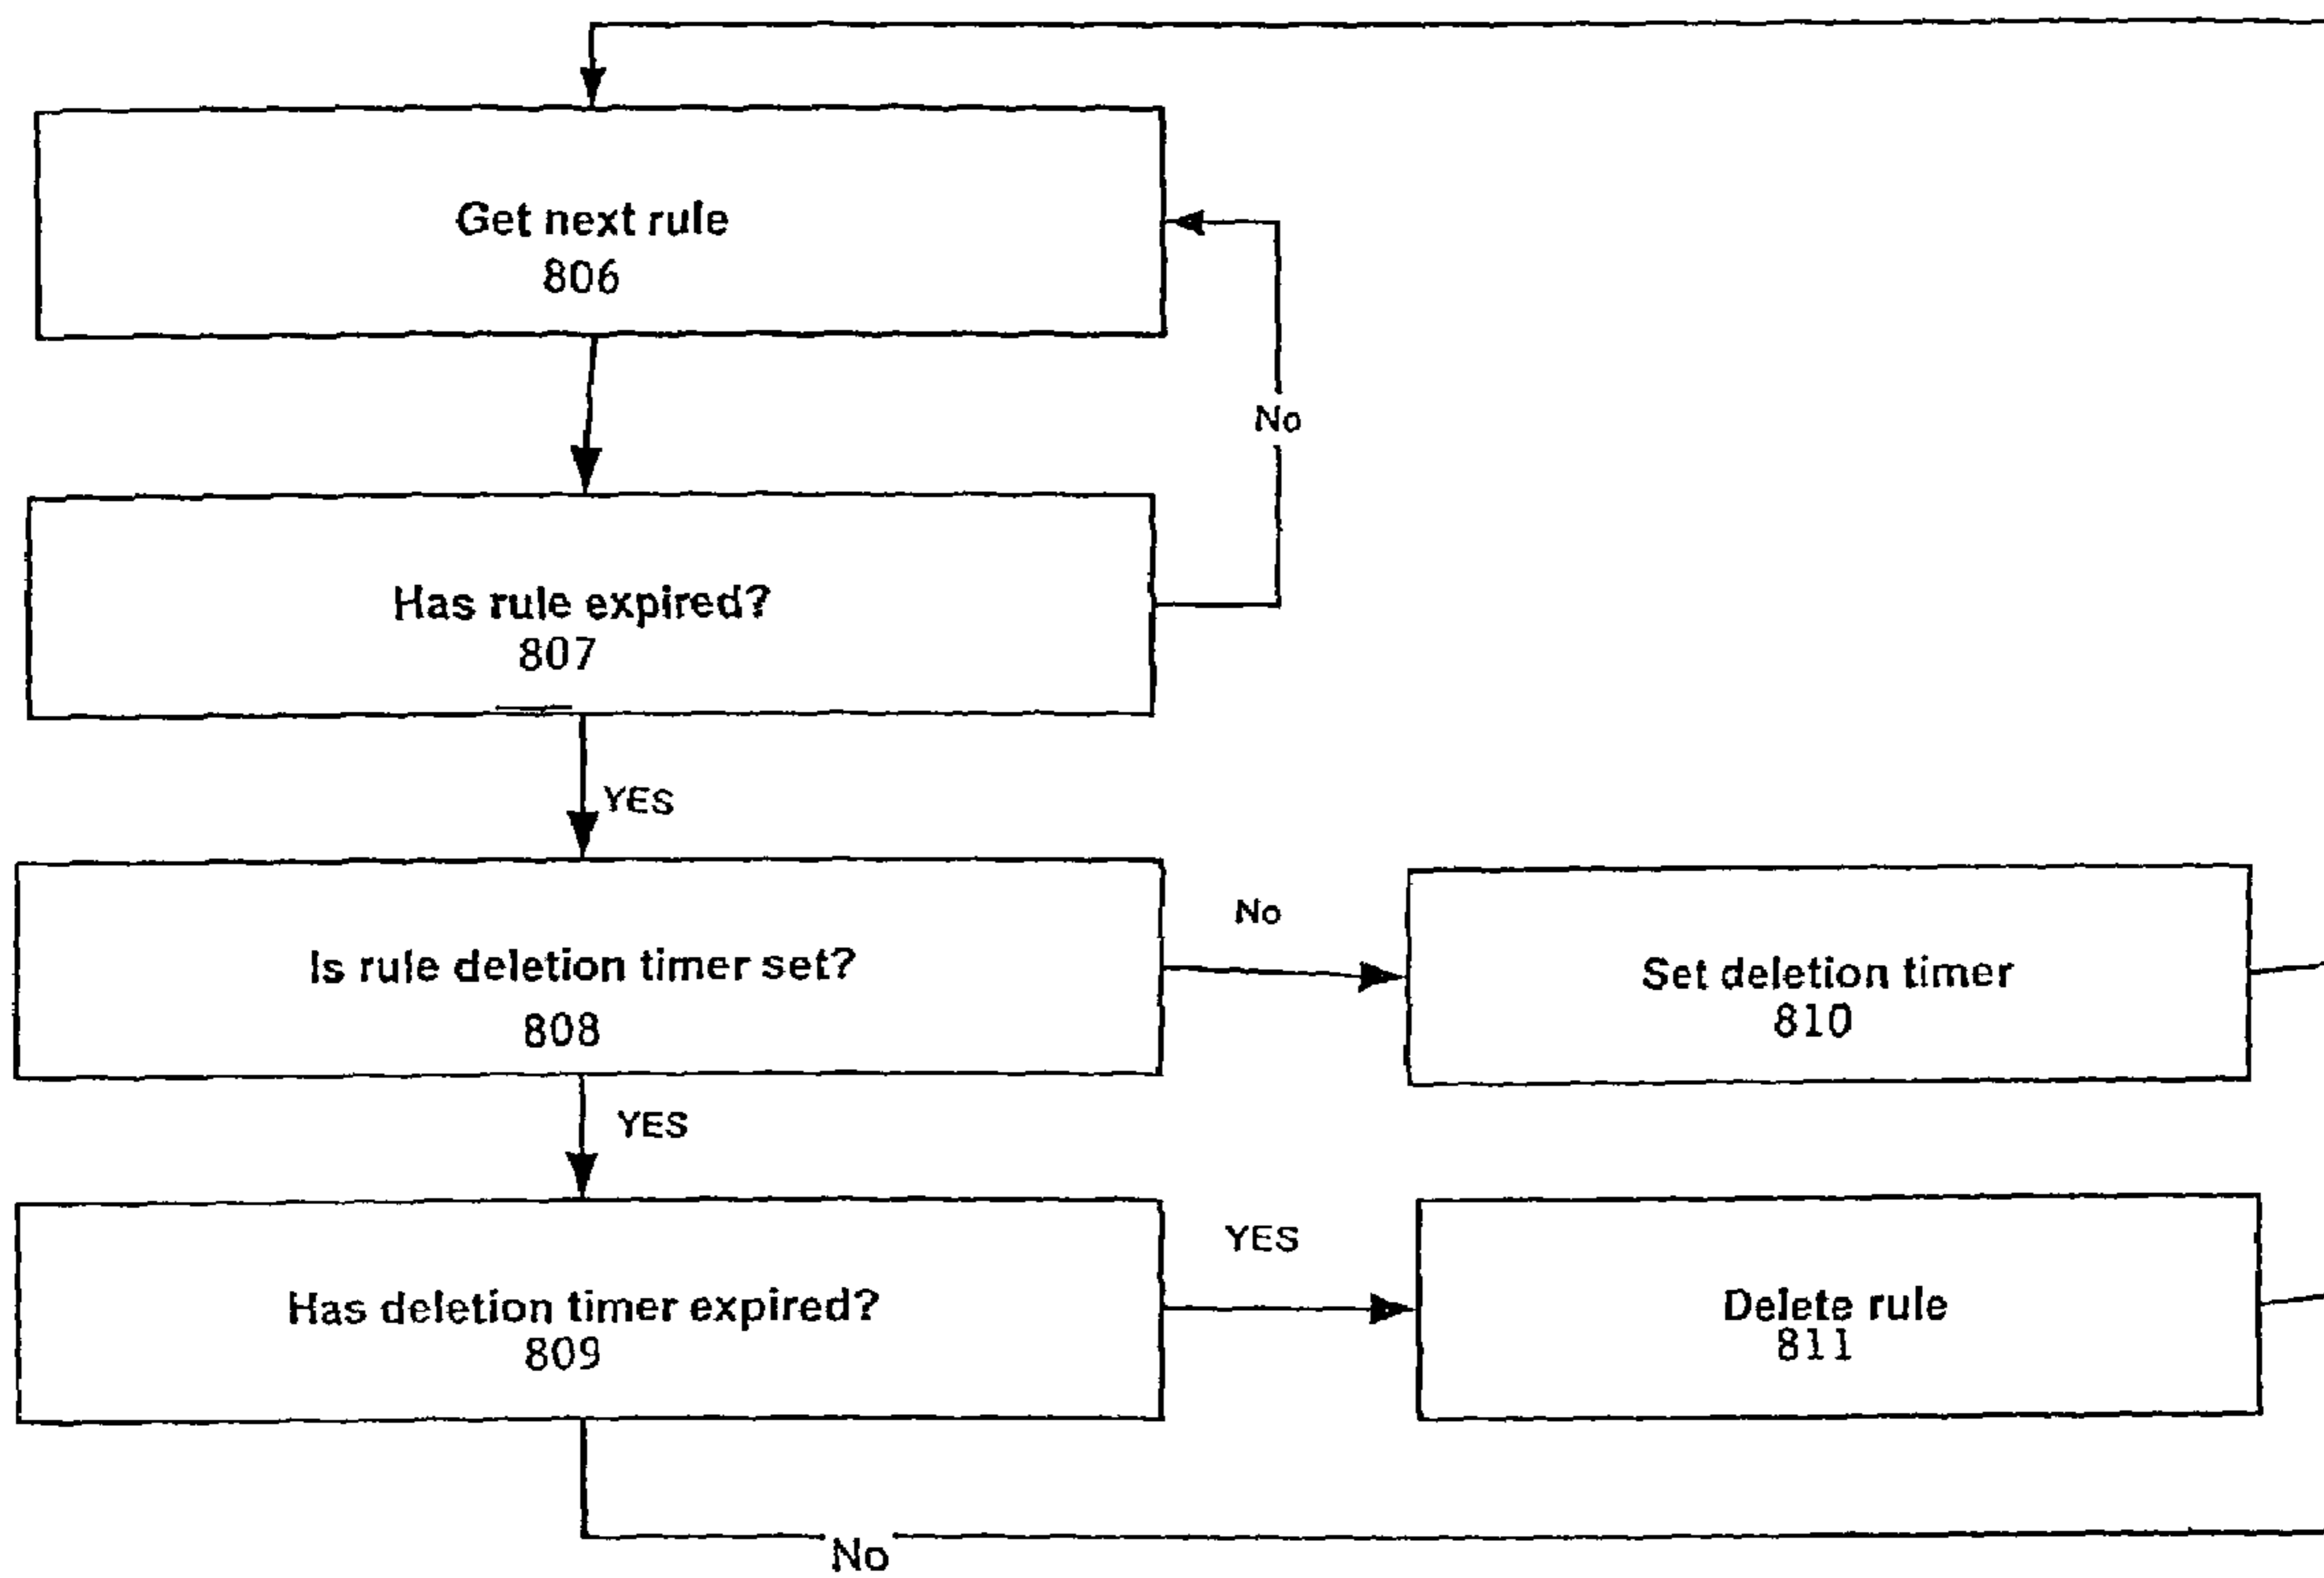 Get next rule
806
No
Has rule expired?
807
YES
Is rule deletion timer set?
808
No
Set deletion timer
810
YES
Has deletion timer expired?
809
YES
Delete rule
811
No